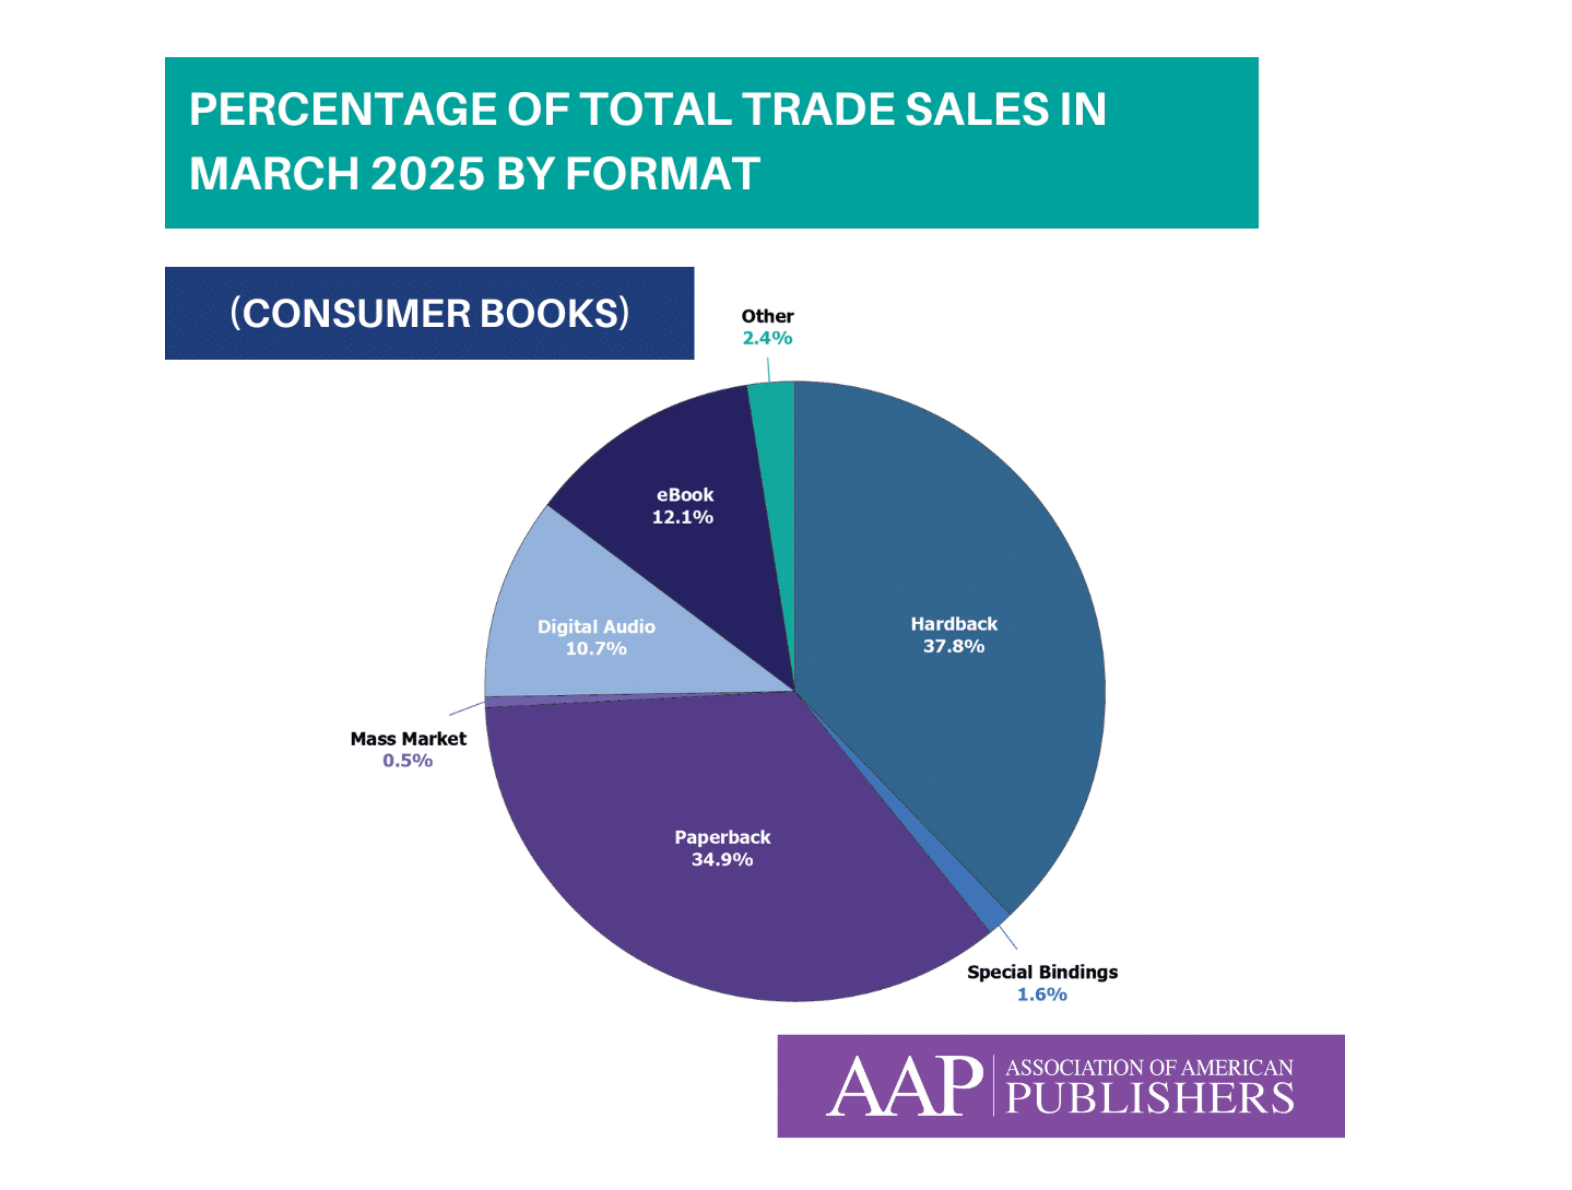 PERCENTAGE OF TOTAL TRADE SALES IN
MARCH 2025 BY FORMAT
(CONSUMER BOOKS)
Other
2.4%
eBook
12.1%
Hardback
37.8%
Digital Audio
10.7%
Mass Market
0.5%
Paperback
34.9%
Special Bindings
1.6%
AAP
ASSOCIATION OF AMERICAN
PUBLISHERS